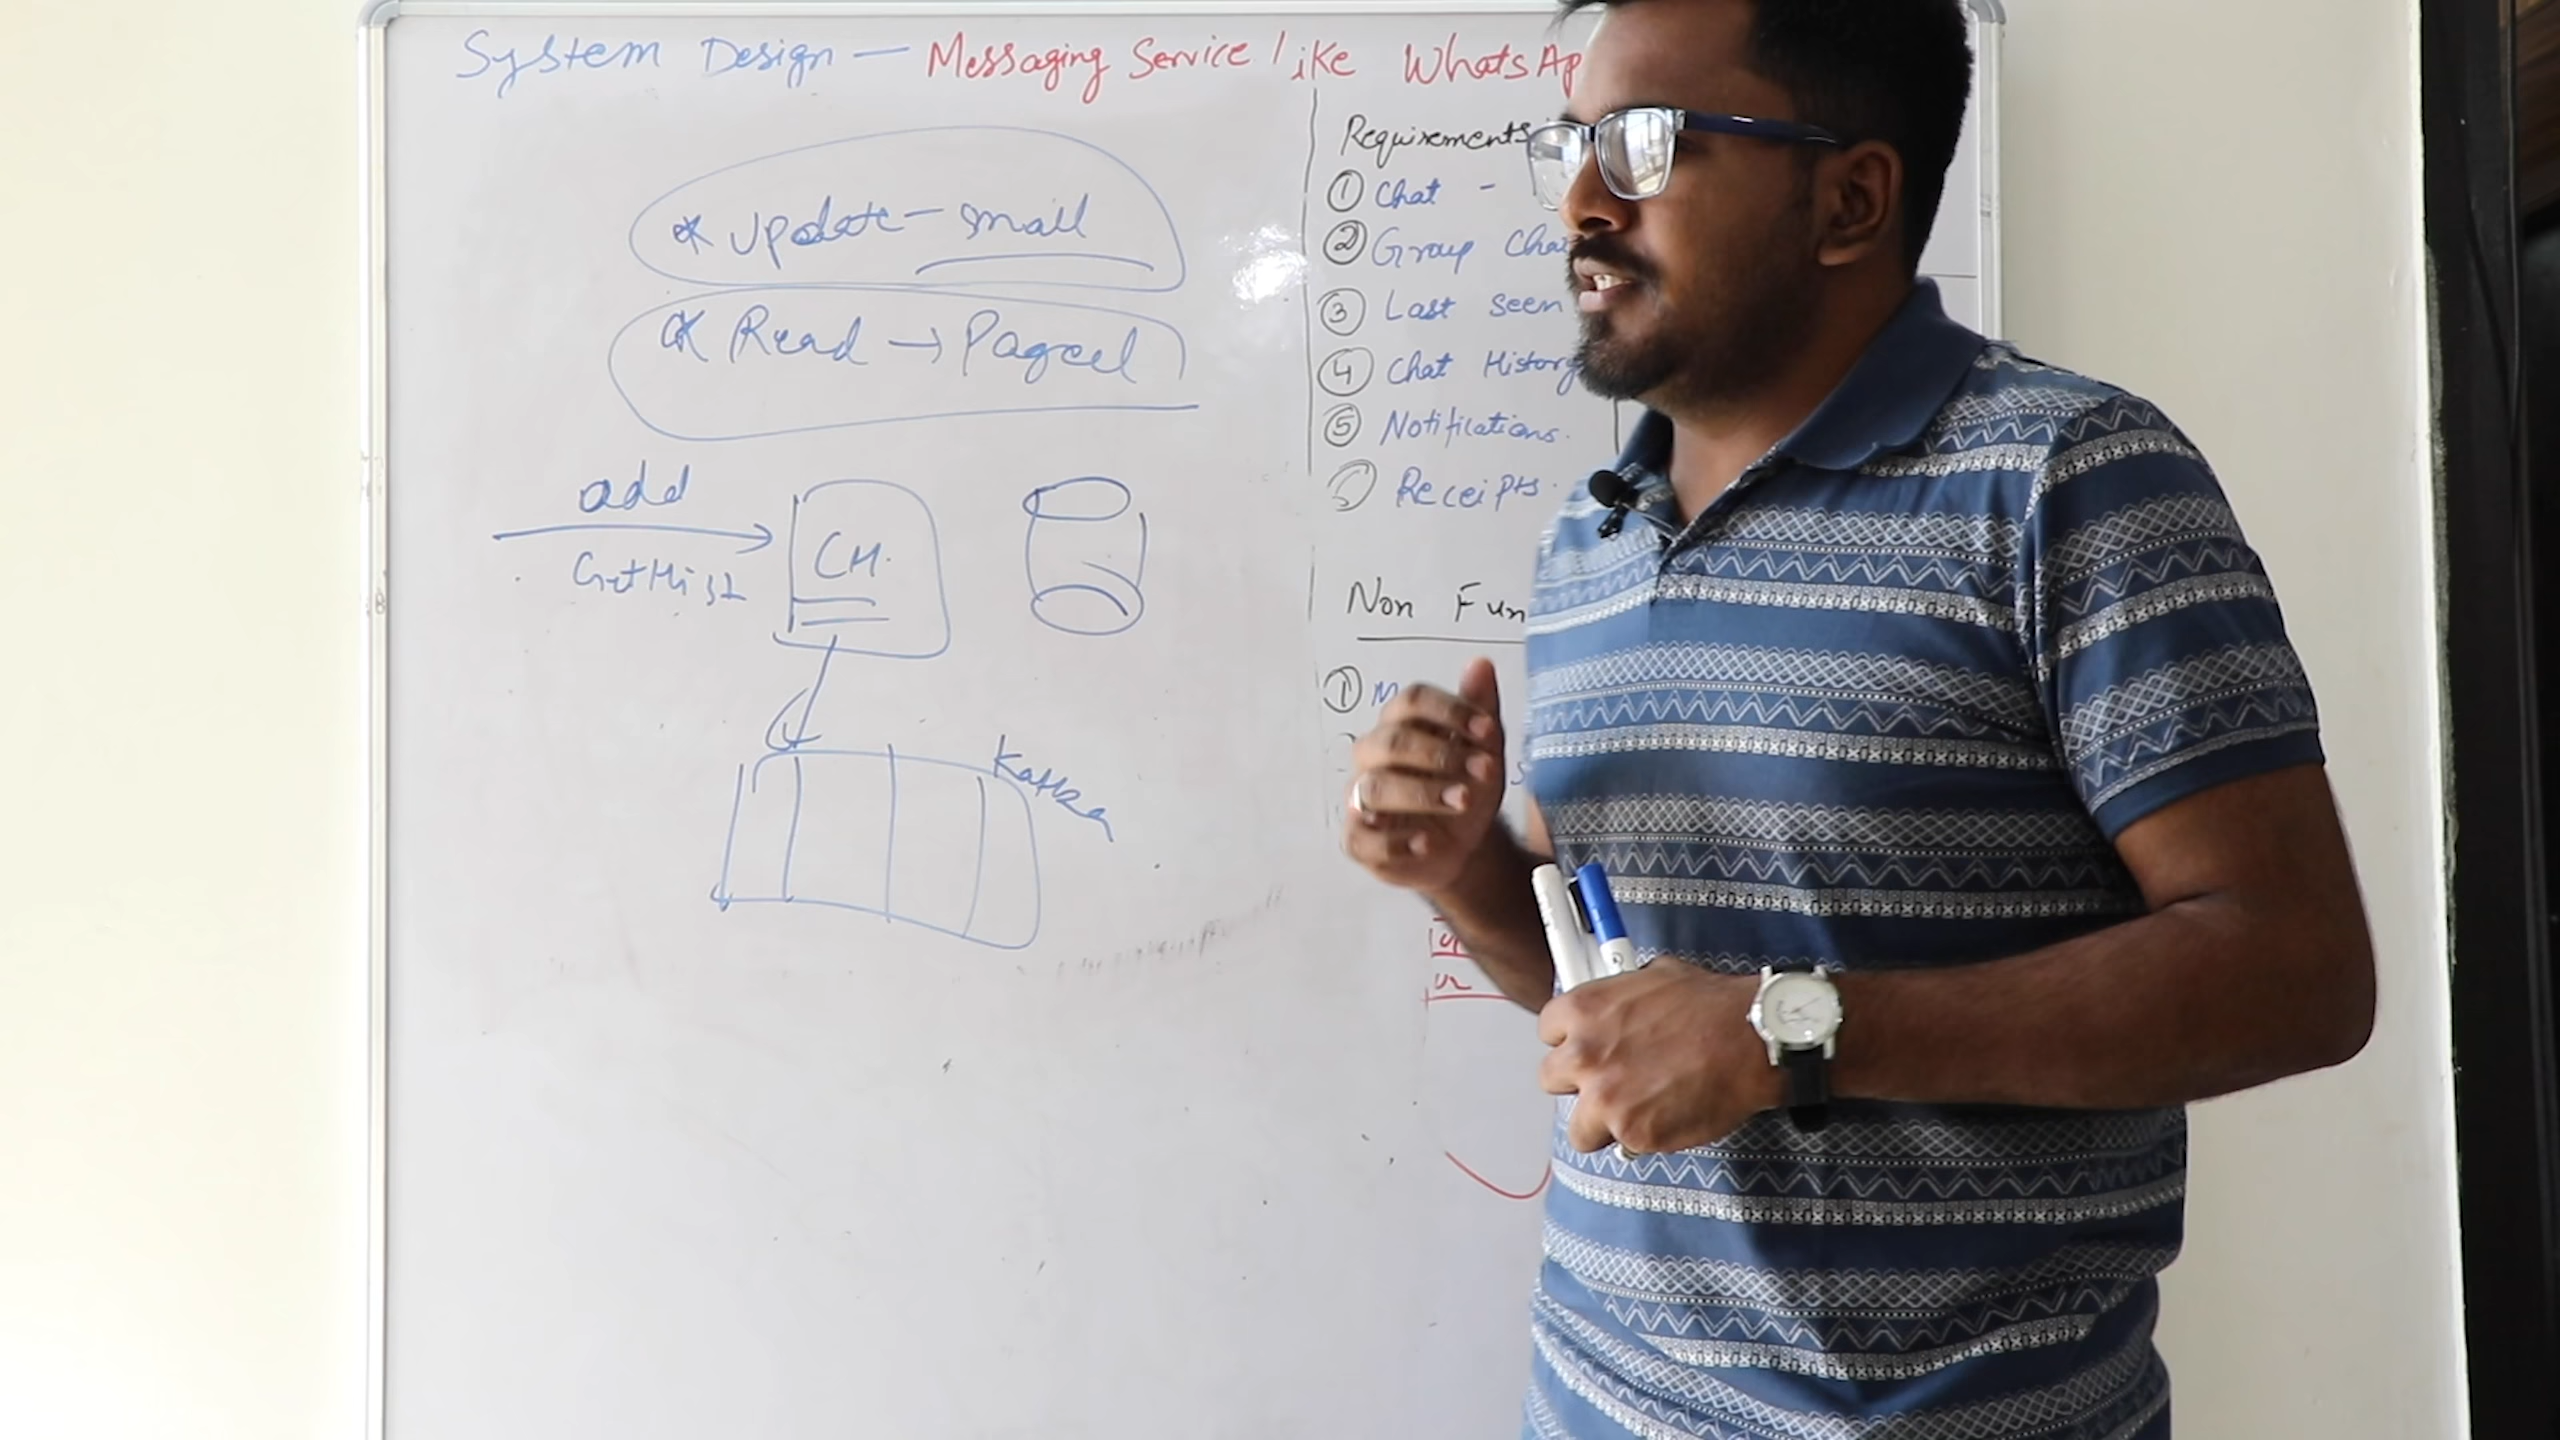 System Design — Messaging Service like WhatsAp
* Update — small
* Read → Paged
add
GetHist
CH.
Kafka
Requirements
① Chat -
② Group Chat
③ Last seen
④ Chat History
⑤ Notifications.
⑥ Receipts.
Non Fun
① M